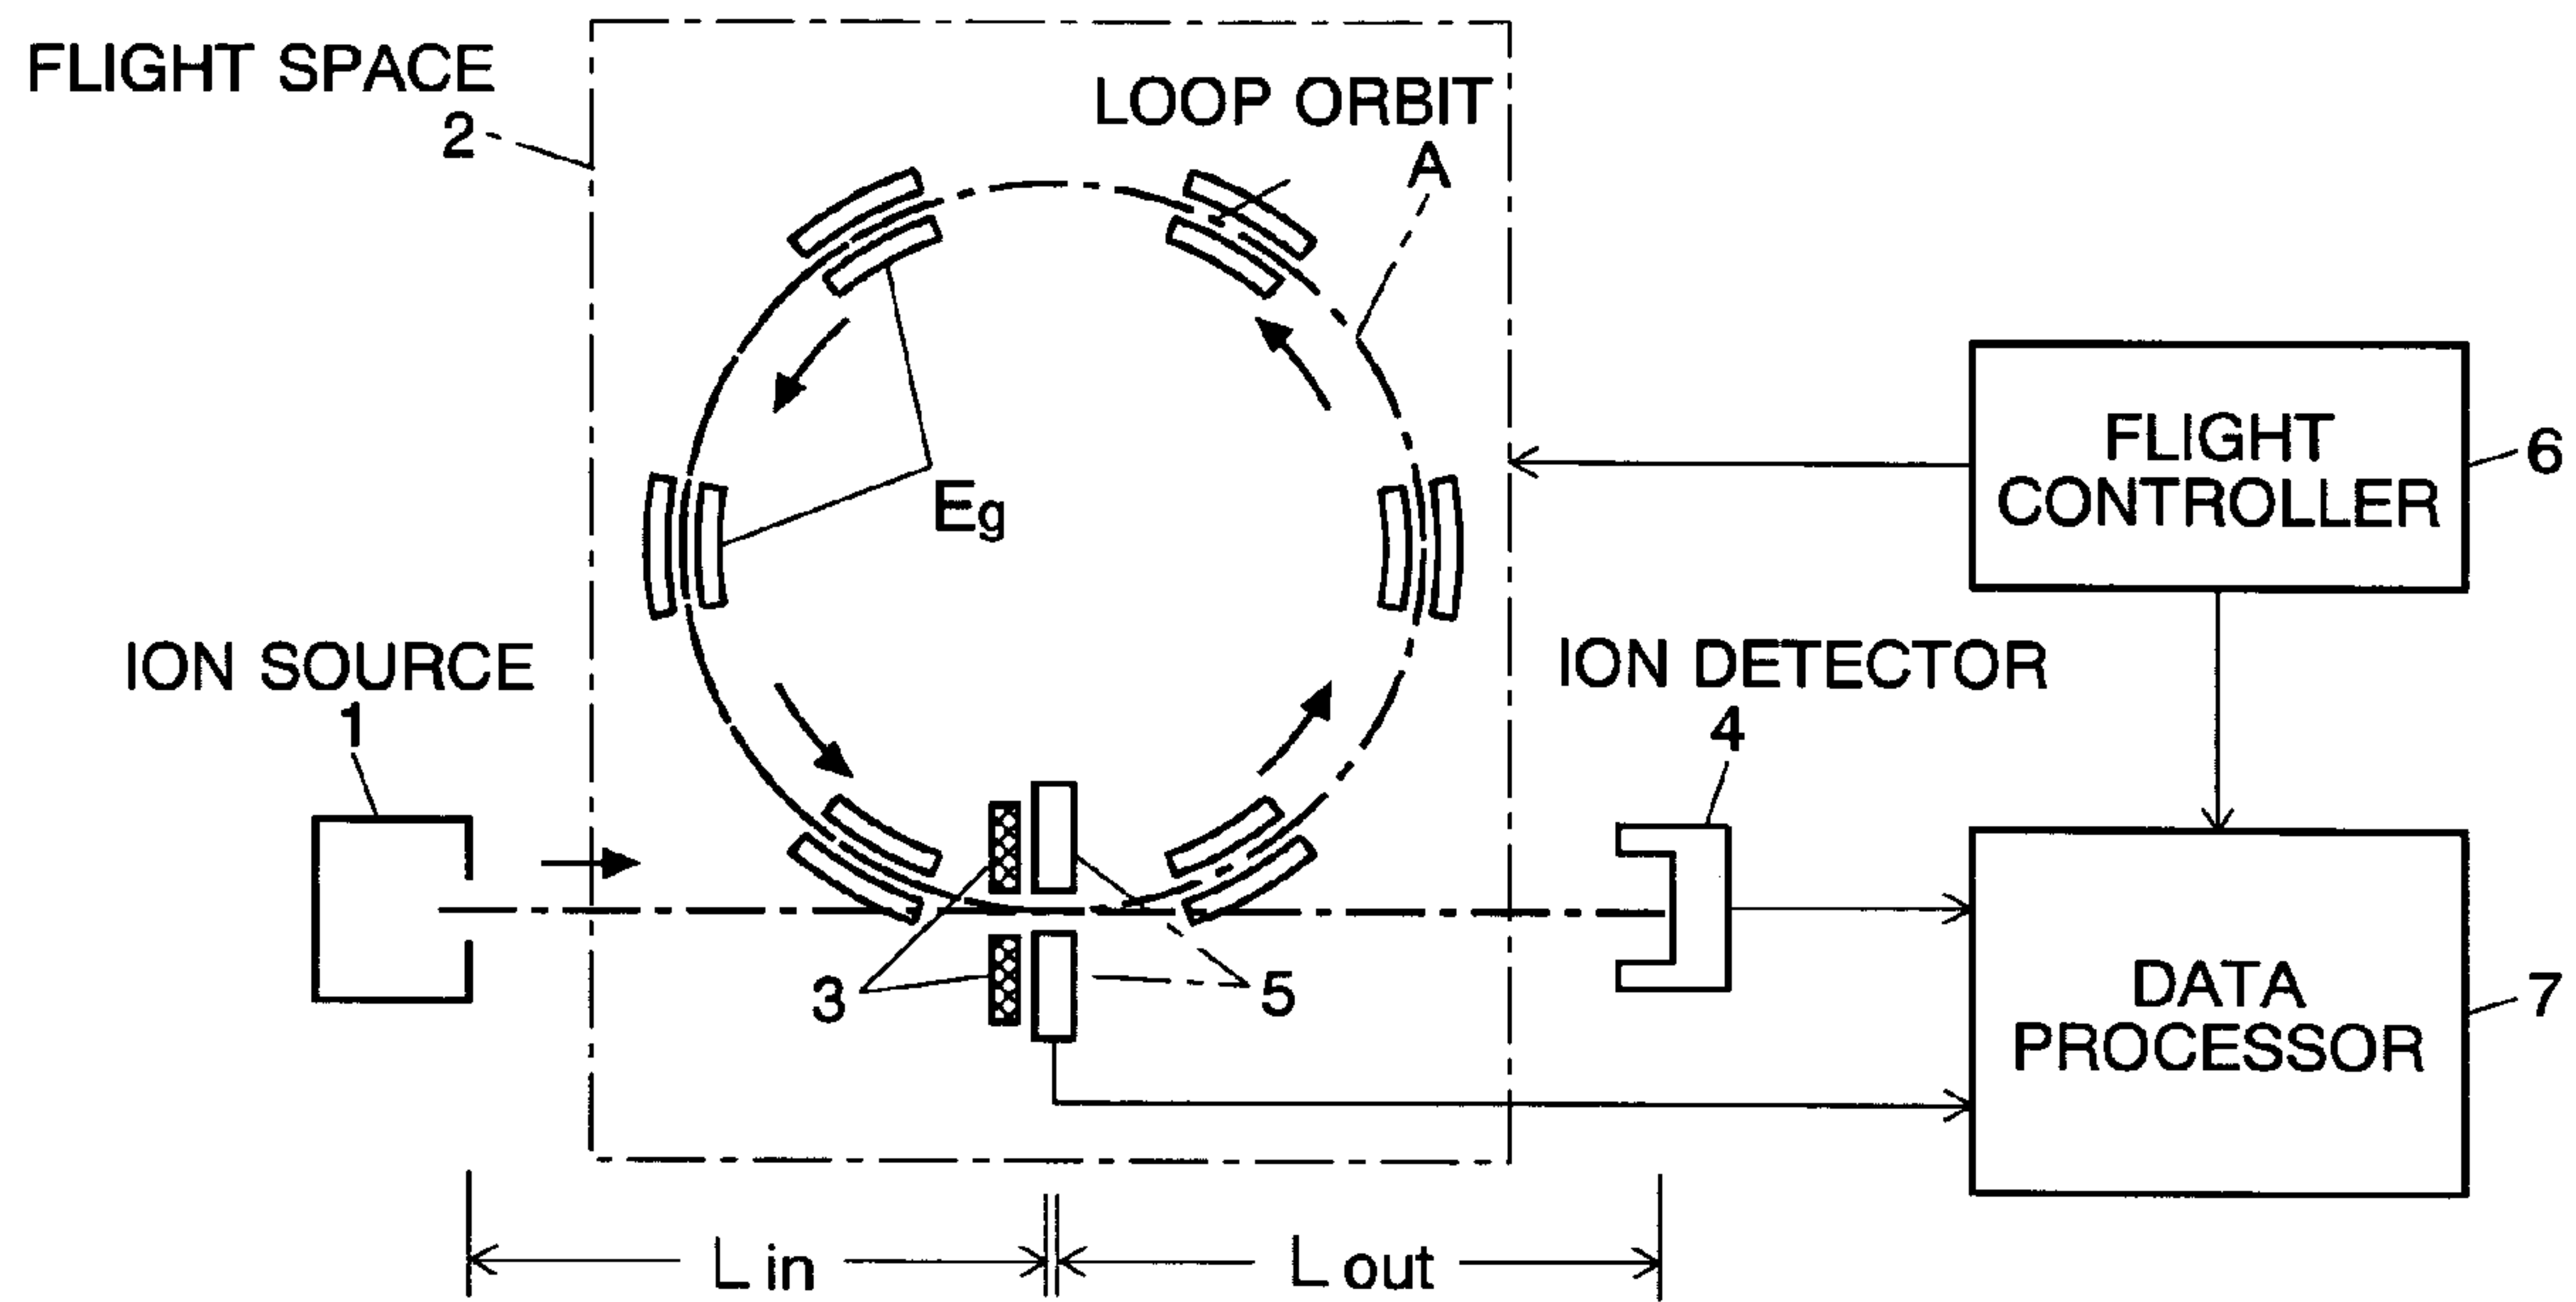 FLIGHT SPACE
2
LOOP ORBIT
A
FLIGHT
CONTROLLER
6
Eg
ION SOURCE
1
ION DETECTOR
4
3
5
DATA
PROCESSOR
7
L in
L out